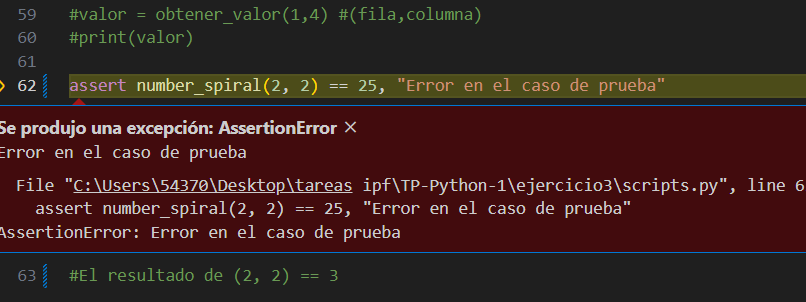 59 #valor = obtener_valor(1,4) #(fila,columna)
60 #print(valor)
61
62 assert number_spiral(2, 2) == 25, "Error en el caso de prueba"
Se produjo una excepción: AssertionError ×
Error en el caso de prueba
File "C:\Users\54370\Desktop\tareas ipf\TP-Python-1\ejercicio3\scripts.py", line 6
assert number_spiral(2, 2) == 25, "Error en el caso de prueba"
AssertionError: Error en el caso de prueba
63 #El resultado de (2, 2) == 3